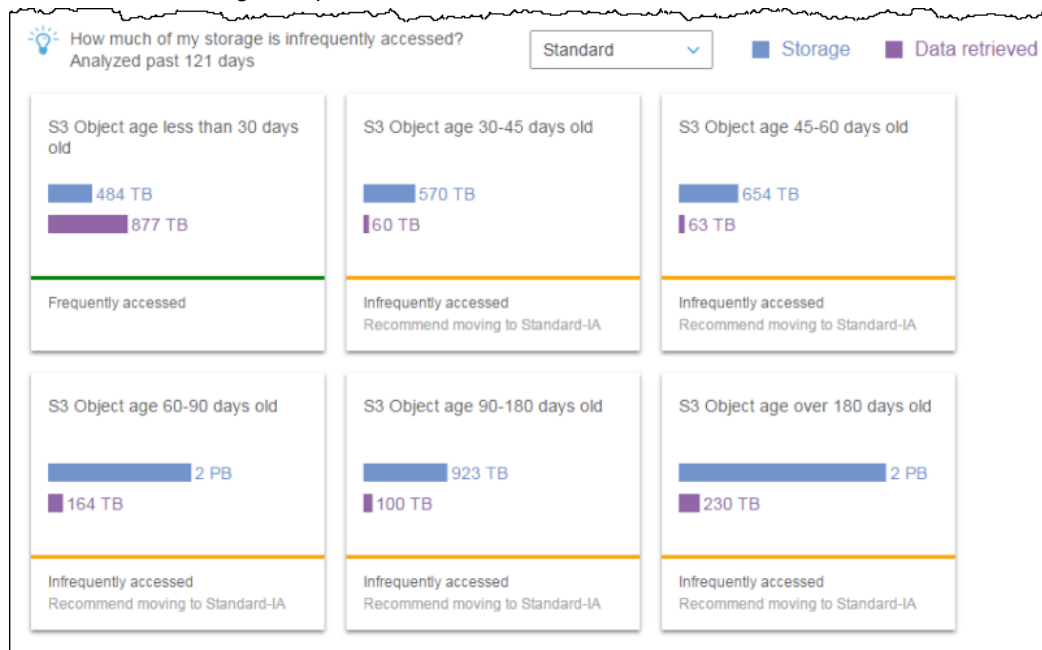 How much of my storage is infrequently accessed?
Analyzed past 121 days
Standard
Storage
Data retrieved
S3 Object age less than 30 days
old
484 TB
877 TB
Frequently accessed
S3 Object age 30-45 days old
570 TB
60 TB
Infrequently accessed
Recommend moving to Standard-IA
S3 Object age 45-60 days old
654 TB
63 TB
Infrequently accessed
Recommend moving to Standard-IA
S3 Object age 60-90 days old
2 PB
164 TB
Infrequently accessed
Recommend moving to Standard-IA
S3 Object age 90-180 days old
923 TB
100 TB
Infrequently accessed
Recommend moving to Standard-IA
S3 Object age over 180 days old
2 PB
230 TB
Infrequently accessed
Recommend moving to Standard-IA